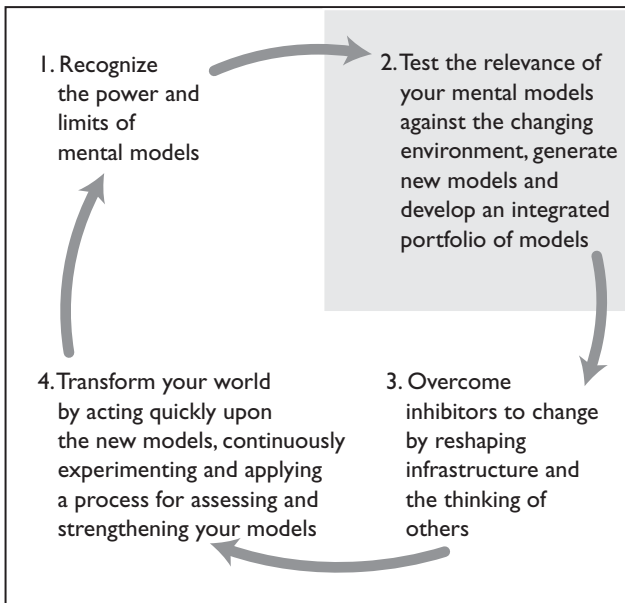 1. Recognize
the power and
limits of
mental models
2. Test the relevance of
your mental models
against the changing
environment, generate
new models and
develop an integrated
portfolio of models
3. Overcome
inhibitors to change
by reshaping
infrastructure and
the thinking of
others
4. Transform your world
by acting quickly upon
the new models, continuously
experimenting and applying
a process for assessing and
strengthening your models